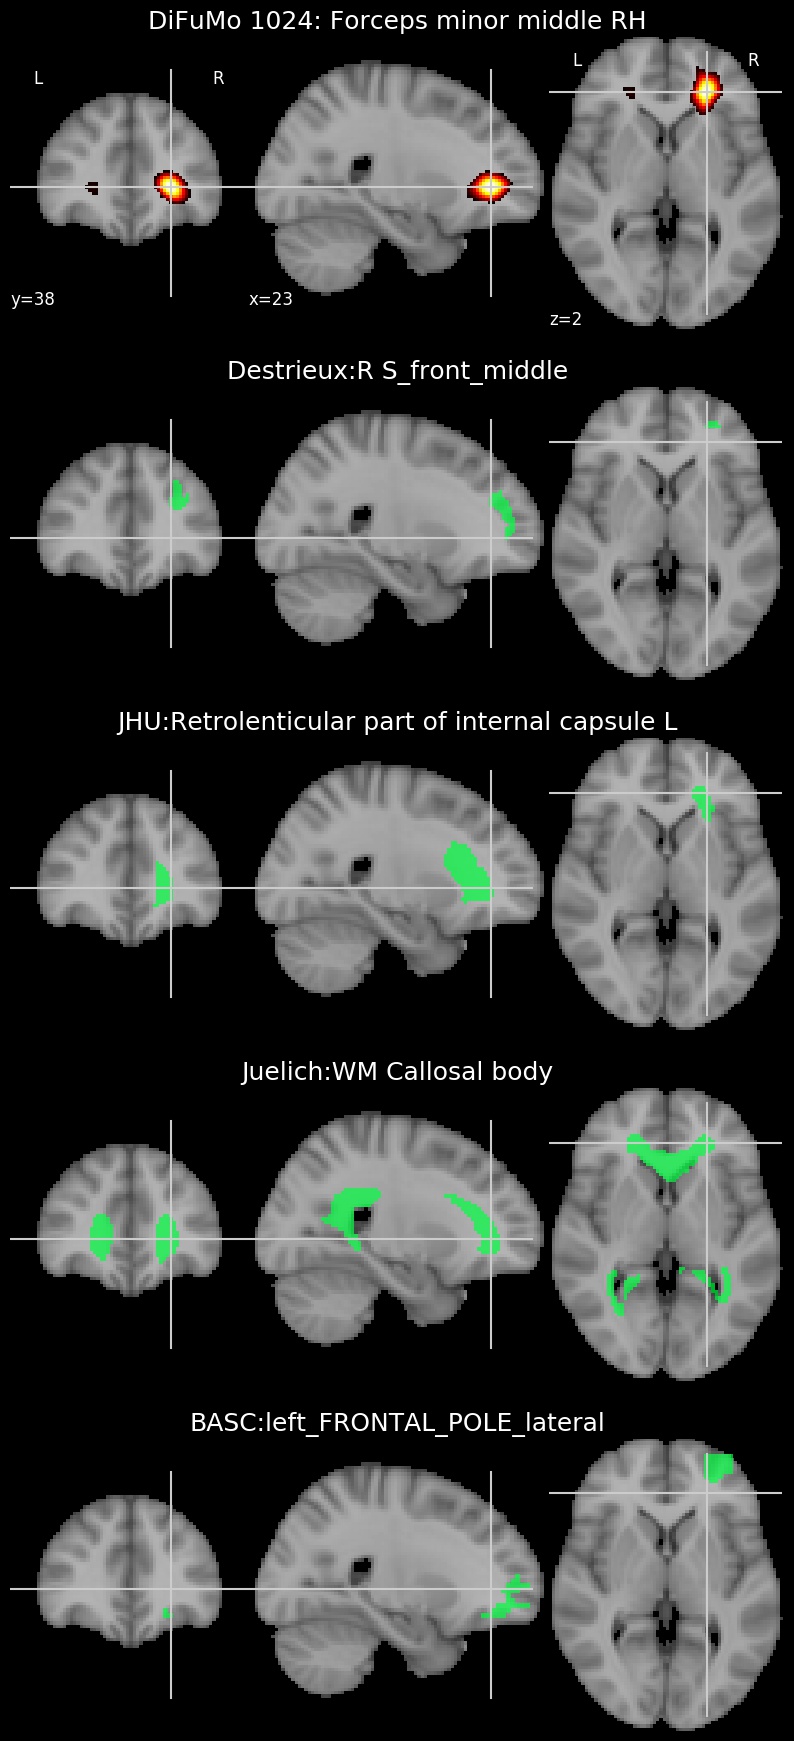 DiFuMo 1024: Forceps minor middle RH
L R L R
y=38 x=23 z=2
Destrieux:R S_front_middle
JHU:Retrolenticular part of internal capsule L
Juelich:WM Callosal body
BASC:left_FRONTAL_POLE_lateral